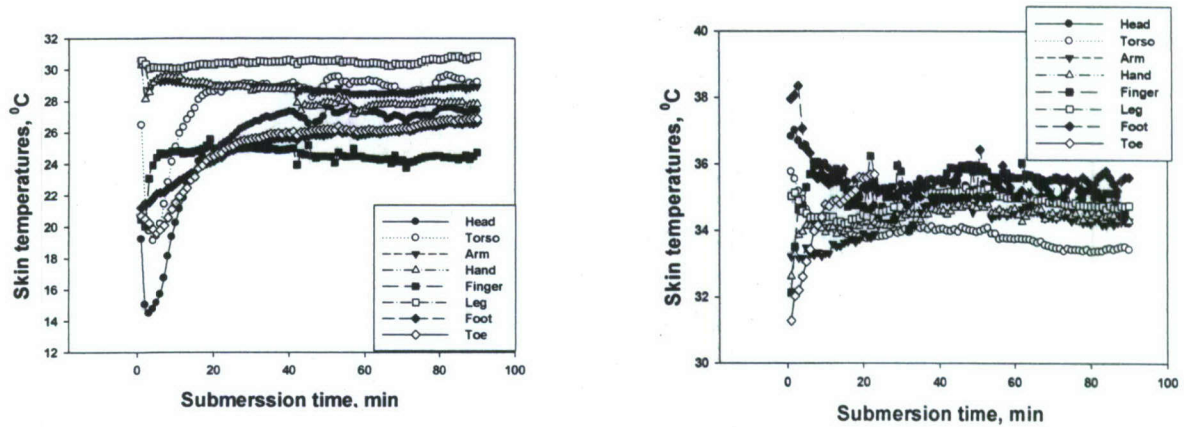 Skin temperatures, ⁰C
32
30
28
26
24
22
20
18
16
14
12
0
20
40
60
80
100
Submerssion time, min
Head
Torso
Arm
Hand
Finger
Leg
Foot
Toe
Skin temperatures, ⁰C
40
38
36
34
32
30
0
20
40
60
80
100
Submersion time, min
Head
Torso
Arm
Hand
Finger
Leg
Foot
Toe